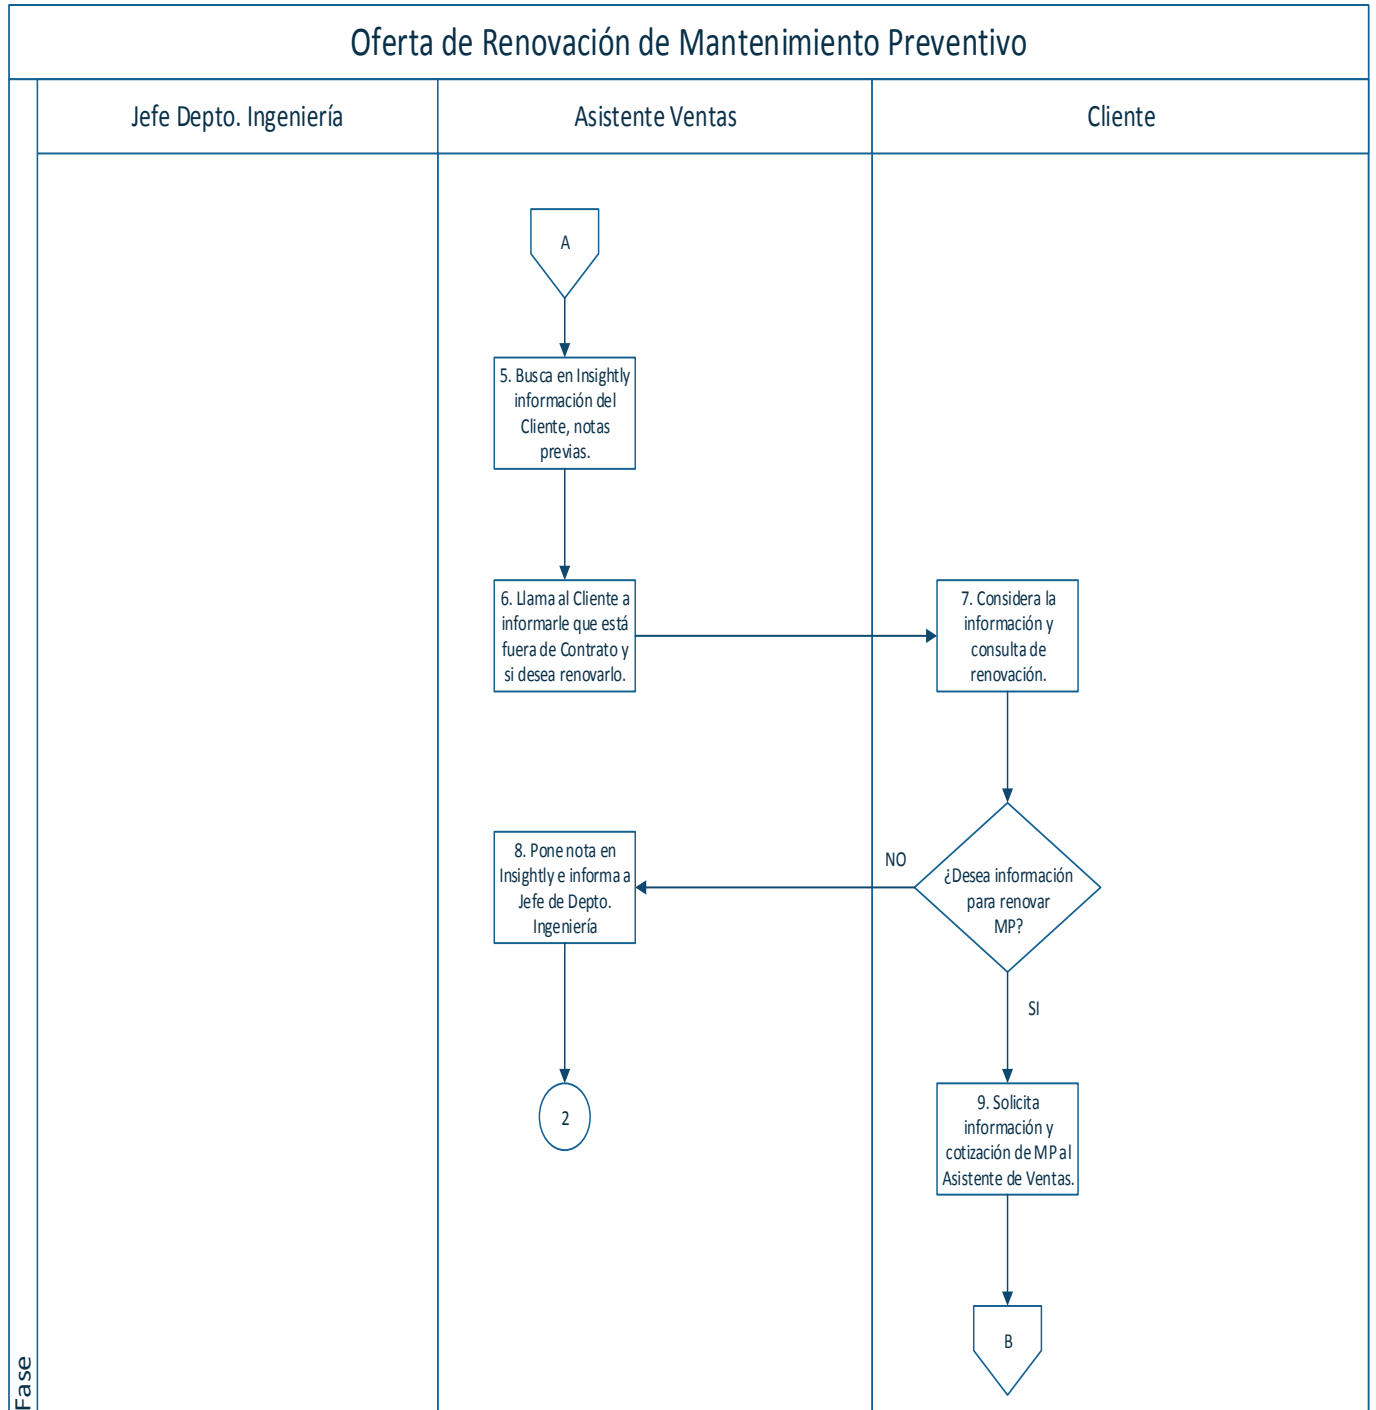 Oferta de Renovación de Mantenimiento Preventivo
Jefe Depto. Ingeniería
Asistente Ventas
Cliente
A
5. Busca en Insightly
información del
Cliente, notas
previas.
6. Llama al Cliente a
informarle que está
fuera de Contrato y
si desea renovarlo.
7. Considera la
información y
consulta de
renovación.
8. Pone nota en
Insightly e informa a
Jefe de Depto.
Ingeniería
NO
¿Desea información
para renovar
MP?
SI
2
9. Solicita
información y
cotización de MP al
Asistente de Ventas.
B
Fase